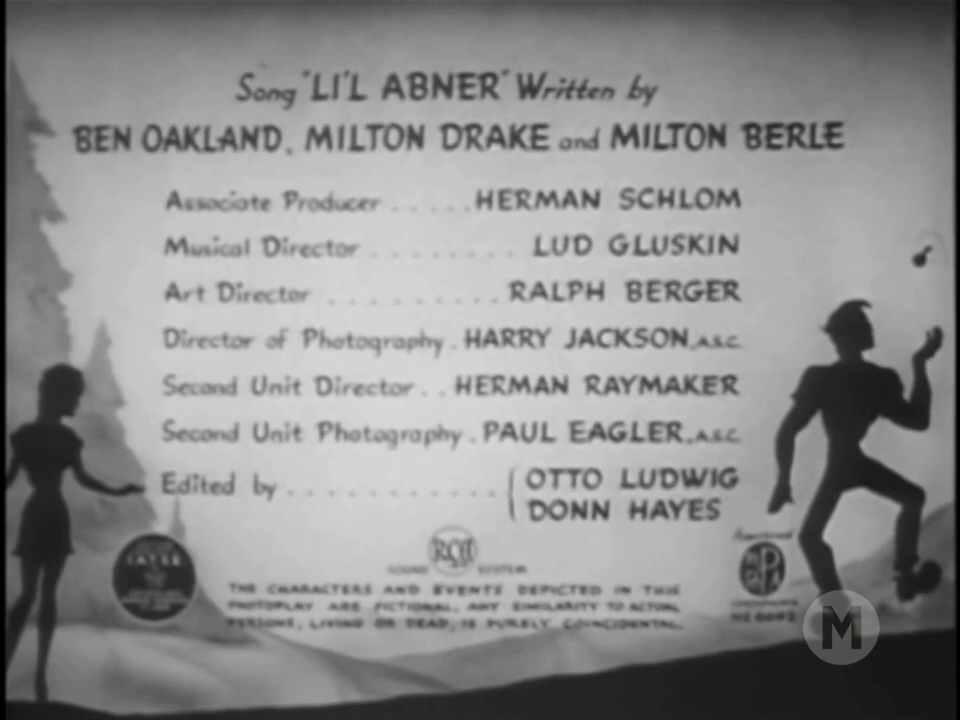 Song "LI'L ABNER" Written by
BEN OAKLAND, MILTON DRAKE and MILTON BERLE
Associate Producer . . . . . HERMAN SCHLOM
Musical Director . . . . . . . . LUD GLUSKIN
Art Director . . . . . . . . . . RALPH BERGER
Director of Photography . HARRY JACKSON, A.S.C.
Second Unit Director . . HERMAN RAYMAKER
Second Unit Photography . PAUL EAGLER, A.S.C.
Edited by . . . . . . . . . . . . OTTO LUDWIG
DONN HAYES
RCA
SOUND SYSTEM
THE CHARACTERS AND EVENTS DEPICTED IN THIS
PHOTOPLAY ARE FICTIONAL. ANY SIMILARITY TO ACTUAL
PERSONS, LIVING OR DEAD, IS PURELY COINCIDENTAL.
M